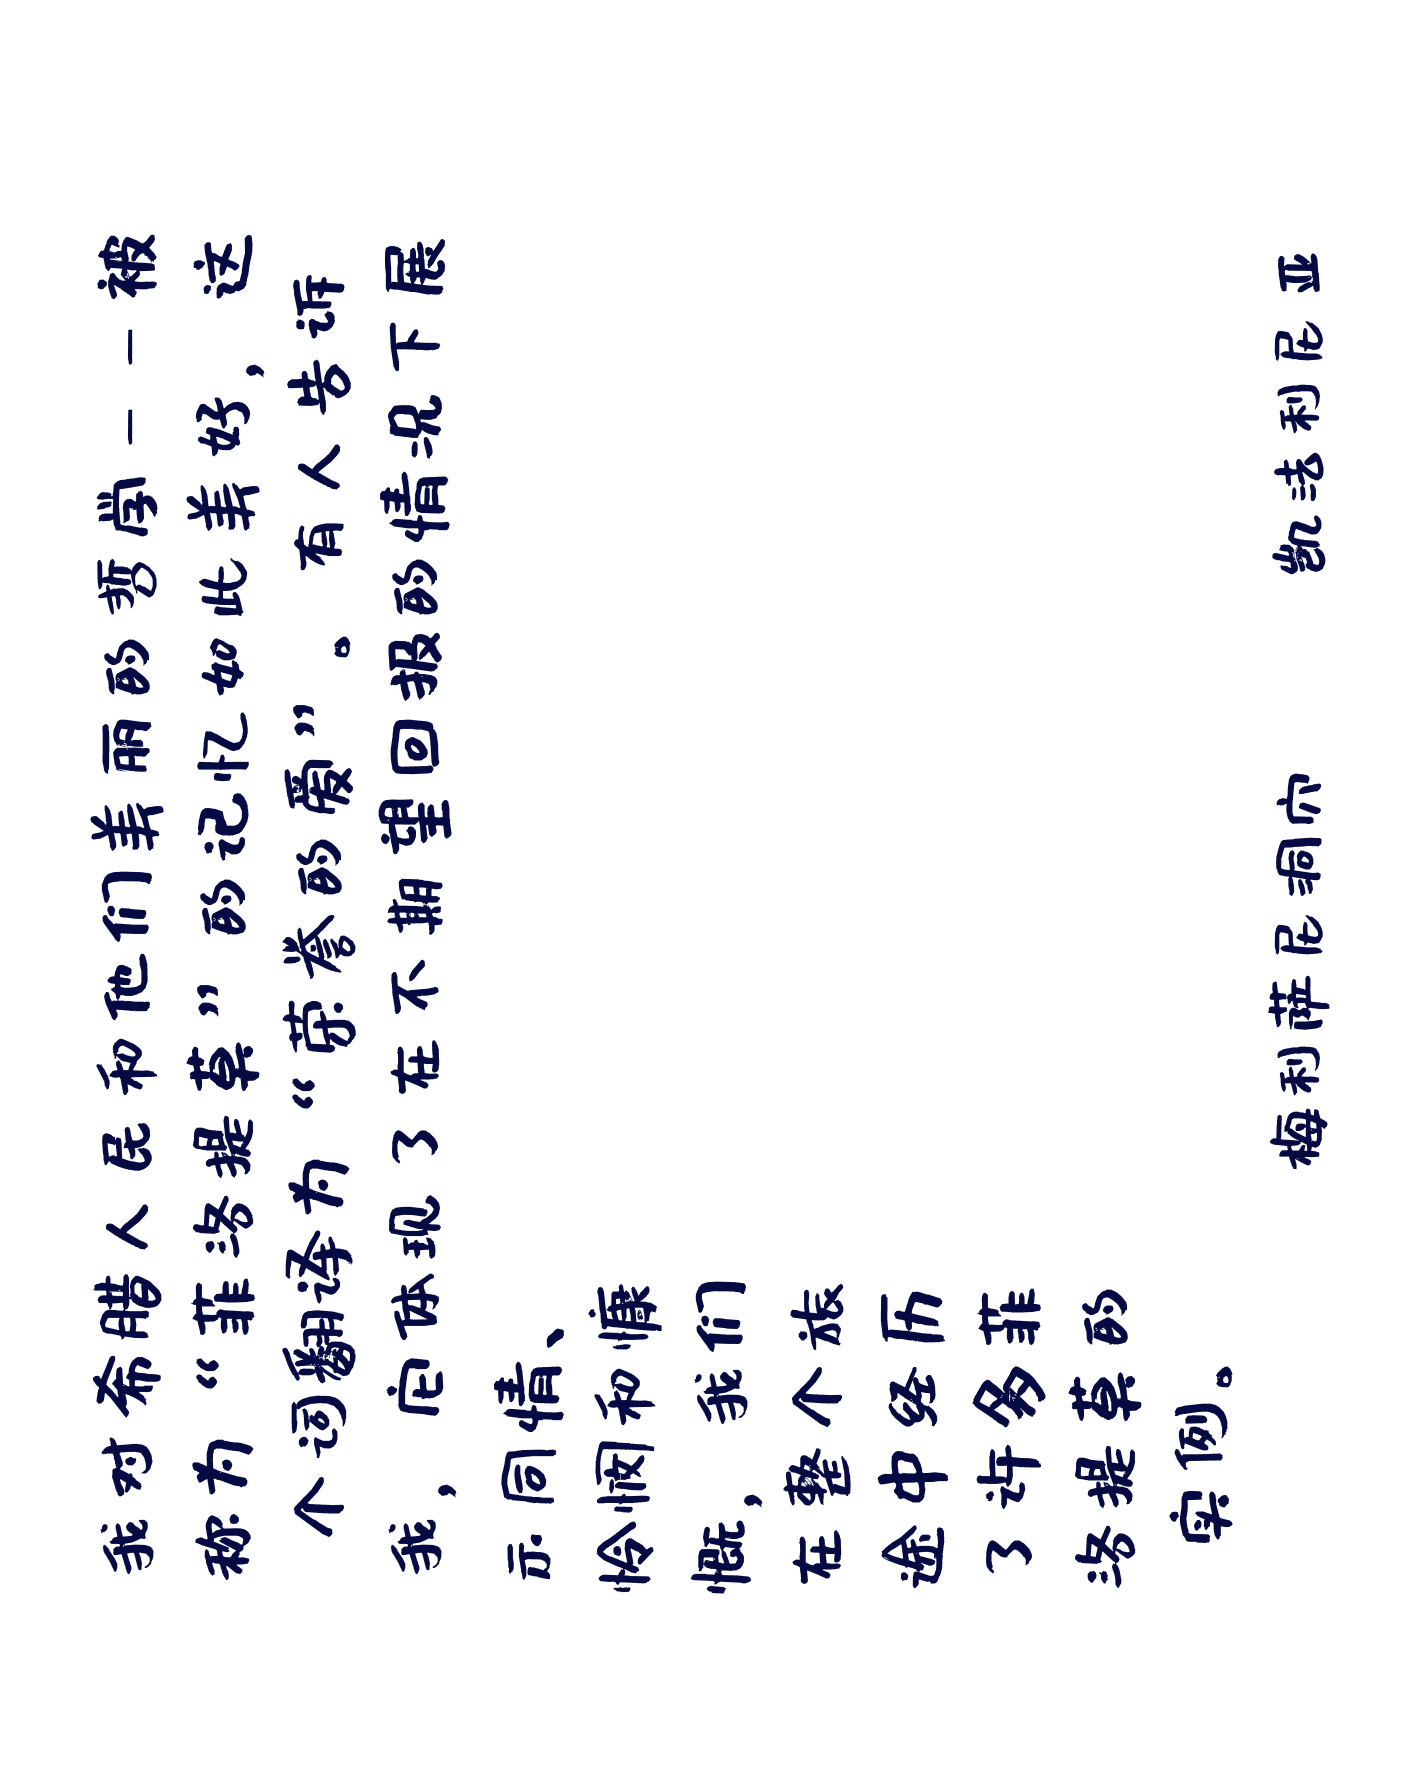 我对希腊人民和他们美丽的哲学——被
称为“菲洛提莫”的记忆如此美好，这
个词翻译为“荣誉的爱”。有人告诉
我，它体现了在不期望回报的情况下展
示同情、
怜悯和慷
慨，我们
在整个旅
途中经历
了许多菲
洛提莫的
实例。
梅利萨尼洞穴 凯法利尼亚